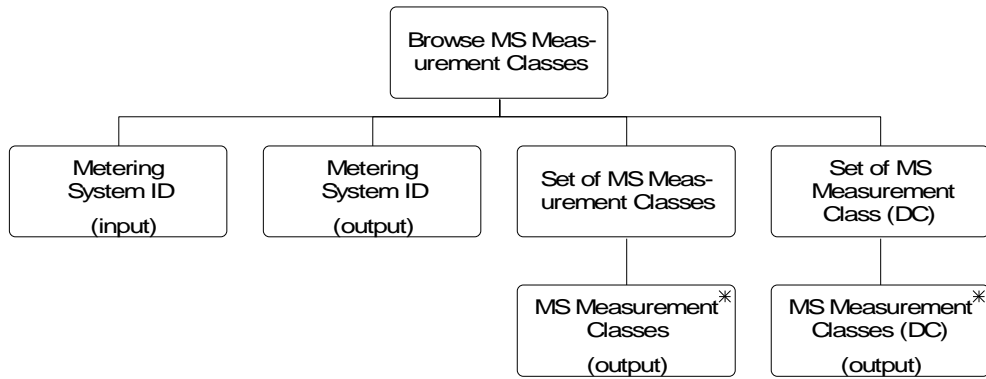 Browse MS Meas-
urement Classes
Metering
System ID
(input)
Metering
System ID
(output)
Set of MS Meas-
urement Classes
Set of MS
Measurement
Class (DC)
MS Measurement *
Classes
(output)
MS Measurement *
Classes (DC)
(output)